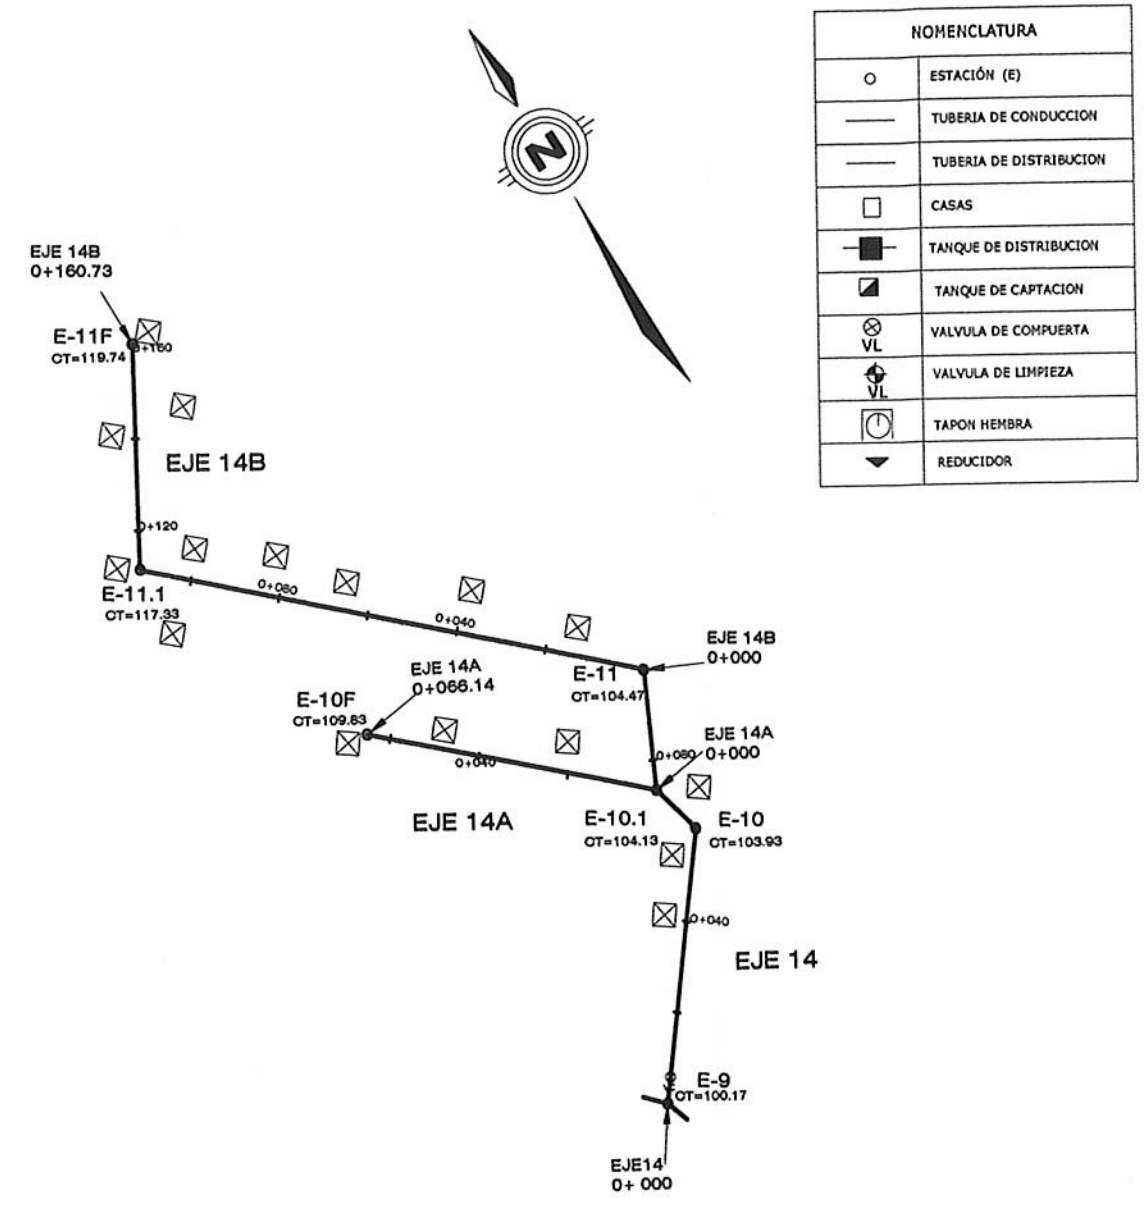 NOMENCLATURA
ESTACIÓN (E)
TUBERIA DE CONDUCCION
TUBERIA DE DISTRIBUCION
CASAS
TANQUE DE DISTRIBUCION
TANQUE DE CAPTACION
VL
VALVULA DE COMPUERTA
VL
VALVULA DE LIMPIEZA
TAPON HEMBRA
REDUCIDOR
N
EJE 14B
0+160.73
E-11F
CT=119.74
0+160
EJE 14B
0+120
E-11.1
CT=117.33
0+080
0+040
E-11
CT=104.47
EJE 14B
0+000
EJE 14A
0+066.14
E-10F
CT=109.83
0+040
EJE 14A
0+080
EJE 14A
0+000
E-10.1
CT=104.13
E-10
CT=103.93
0+040
EJE 14
E-9
CT=100.17
EJE14
0+ 000